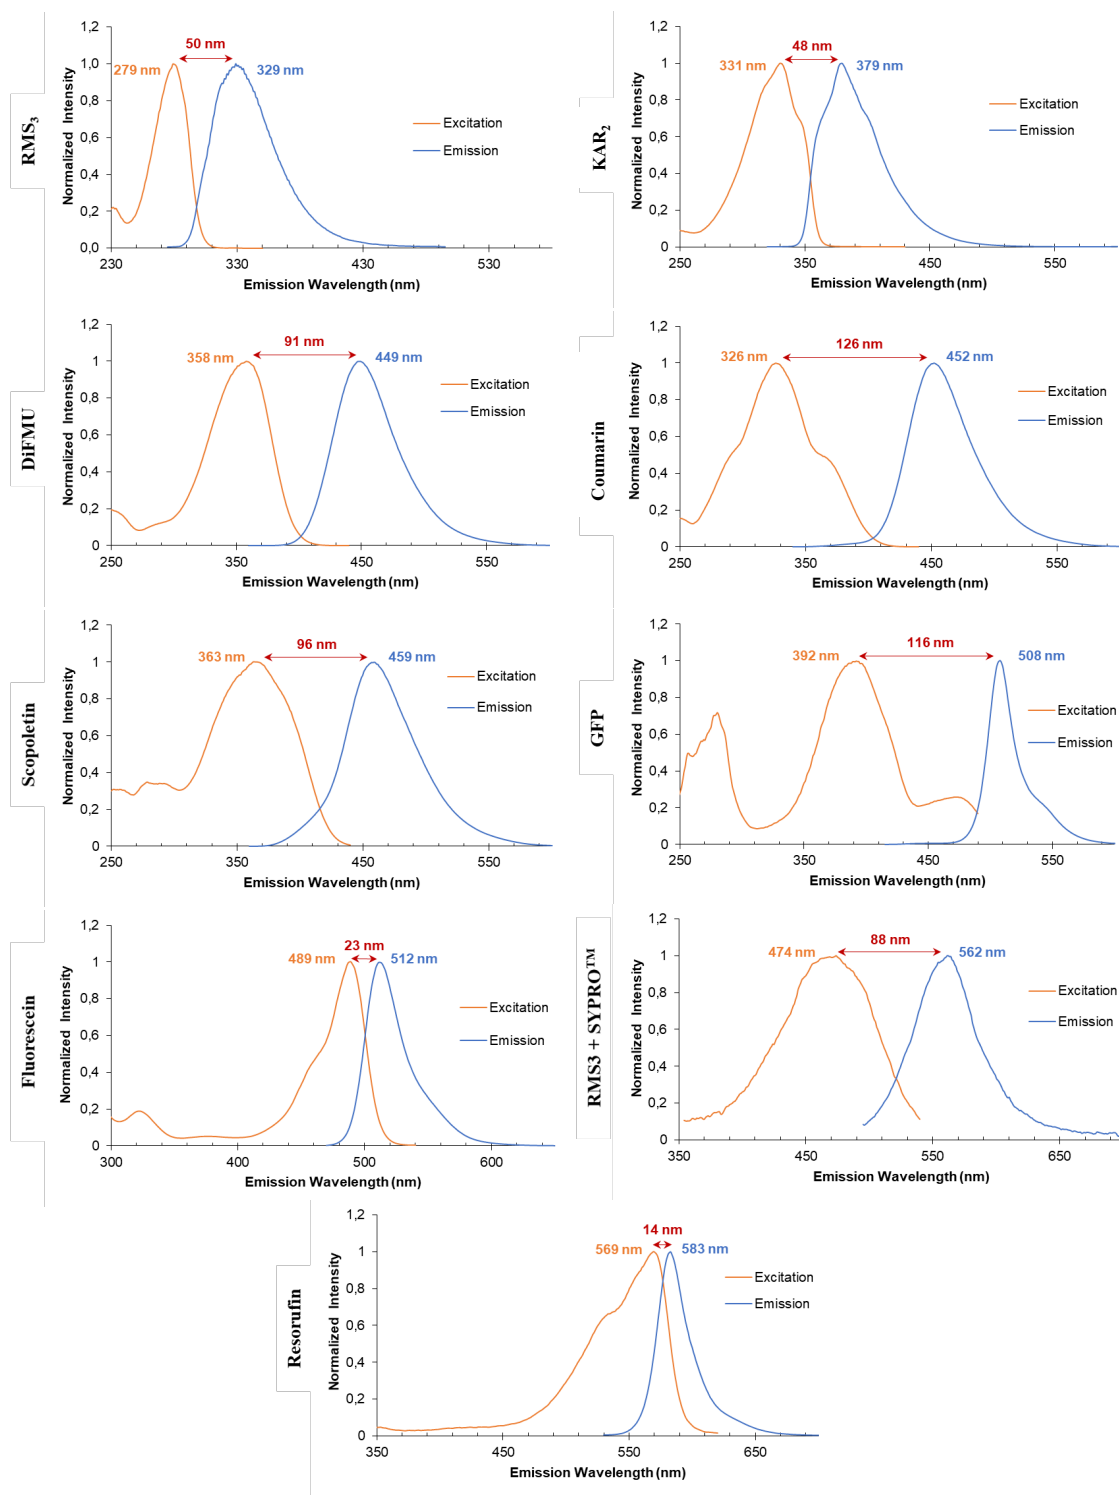 RMS3
Normalized Intensity
1,2
1,0
0,8
0,6
0,4
0,2
0,0
50 nm
279 nm
329 nm
Excitation
Emission
230
330
430
530
Emission Wavelength (nm)
KAR2
Normalized Intensity
1,2
1
0,8
0,6
0,4
0,2
0
48 nm
331 nm
379 nm
Excitation
Emission
250
350
450
550
Emission Wavelength (nm)
DiFMU
Normalized Intensity
1,2
1
0,8
0,6
0,4
0,2
0
91 nm
358 nm
449 nm
Excitation
Emission
250
350
450
550
Emission Wavelength (nm)
Coumarin
Normalized Intensity
1,2
1
0,8
0,6
0,4
0,2
0
126 nm
326 nm
452 nm
Excitation
Emission
250
350
450
550
Emission Wavelength (nm)
Scopoletin
Normalized Intensity
1,2
1
0,8
0,6
0,4
0,2
0
96 nm
363 nm
459 nm
Excitation
Emission
250
350
450
550
Emission Wavelength (nm)
GFP
Normalized Intensity
1,2
1
0,8
0,6
0,4
0,2
0
116 nm
392 nm
508 nm
Excitation
Emission
250
350
450
550
Emission Wavelength (nm)
Fluorescein
Normalized Intensity
1,2
1
0,8
0,6
0,4
0,2
0
23 nm
489 nm
512 nm
Excitation
Emission
300
400
500
600
Emission Wavelength (nm)
RMS3 + SYPRO™
Normalized Intensity
1,2
1
0,8
0,6
0,4
0,2
0
88 nm
474 nm
562 nm
Excitation
Emission
350
450
550
650
Emission Wavelength (nm)
Resorufin
Normalized Intensity
1,2
1
0,8
0,6
0,4
0,2
0
14 nm
569 nm
583 nm
Excitation
Emission
350
450
550
650
Emission Wavelength (nm)